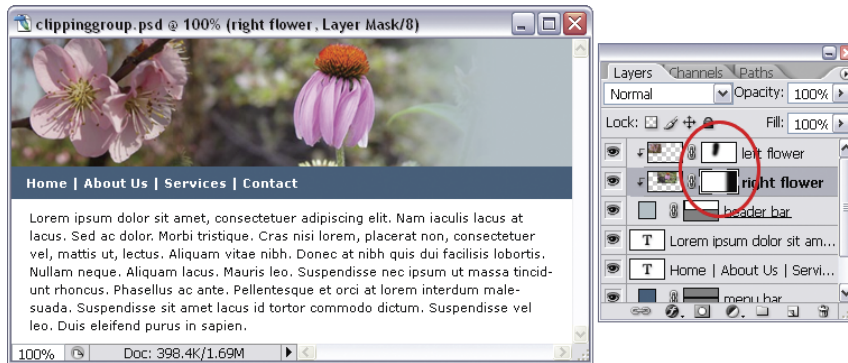 clippinggroup.psd @ 100% (right flower, Layer Mask/8)
Home | About Us | Services | Contact
Lorem ipsum dolor sit amet, consectetuer adipiscing elit. Nam iaculis lacus at
lacus. Sed ac dolor. Morbi tristique. Cras nisi lorem, placerat non, consectetuer
vel, mattis ut, lectus. Aliquam vitae nibh. Donec at nibh quis dui facilisis lobortis.
Nullam neque. Aliquam lacus. Mauris leo. Suspendisse nec ipsum ut massa tincid-
unt rhoncus. Phasellus ac ante. Pellentesque et orci at lorem interdum male-
suada. Suspendisse sit amet lacus id tortor commodo dictum. Suspendisse vel
leo. Duis eleifend purus in sapien.
100% Doc: 398.4K/1.69M
Layers Channels Paths
Normal Opacity: 100%
Lock: Fill: 100%
left flower
right flower
header bar
T Lorem ipsum dolor sit am...
T Home | About Us | Servi...
menu bar